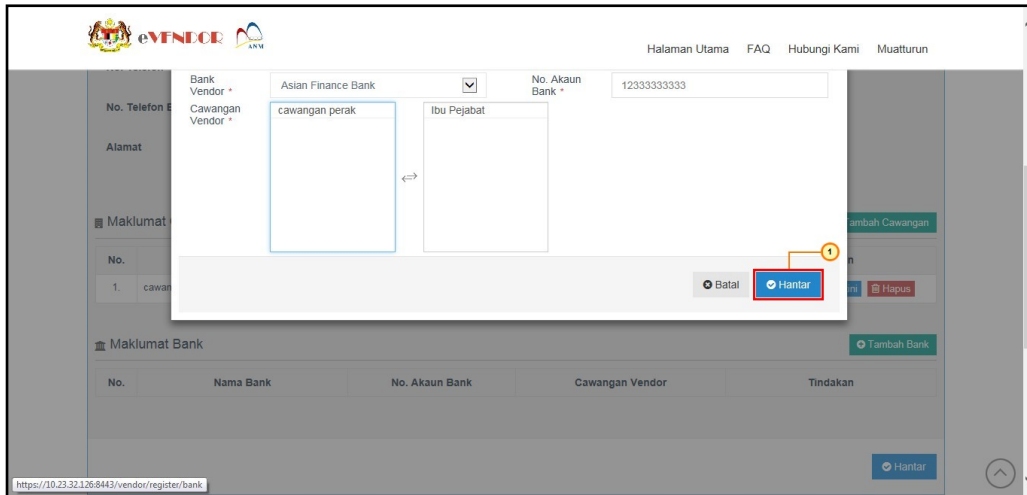 eVENDOR ANM
Halaman Utama FAQ Hubungi Kami Muatturun
Bank Vendor * Asian Finance Bank No. Akaun Bank * 12333333333
No. Telefon
Cawangan Vendor * cawangan perak Ibu Pejabat
Alamat
Maklumat
Tambah Cawangan
No.
1
1. cawan
Batal Hantar
Hapus
Maklumat Bank Tambah Bank
No. Nama Bank No. Akaun Bank Cawangan Vendor Tindakan
Hantar
https://10.23.32.126:8443/vendor/register/bank